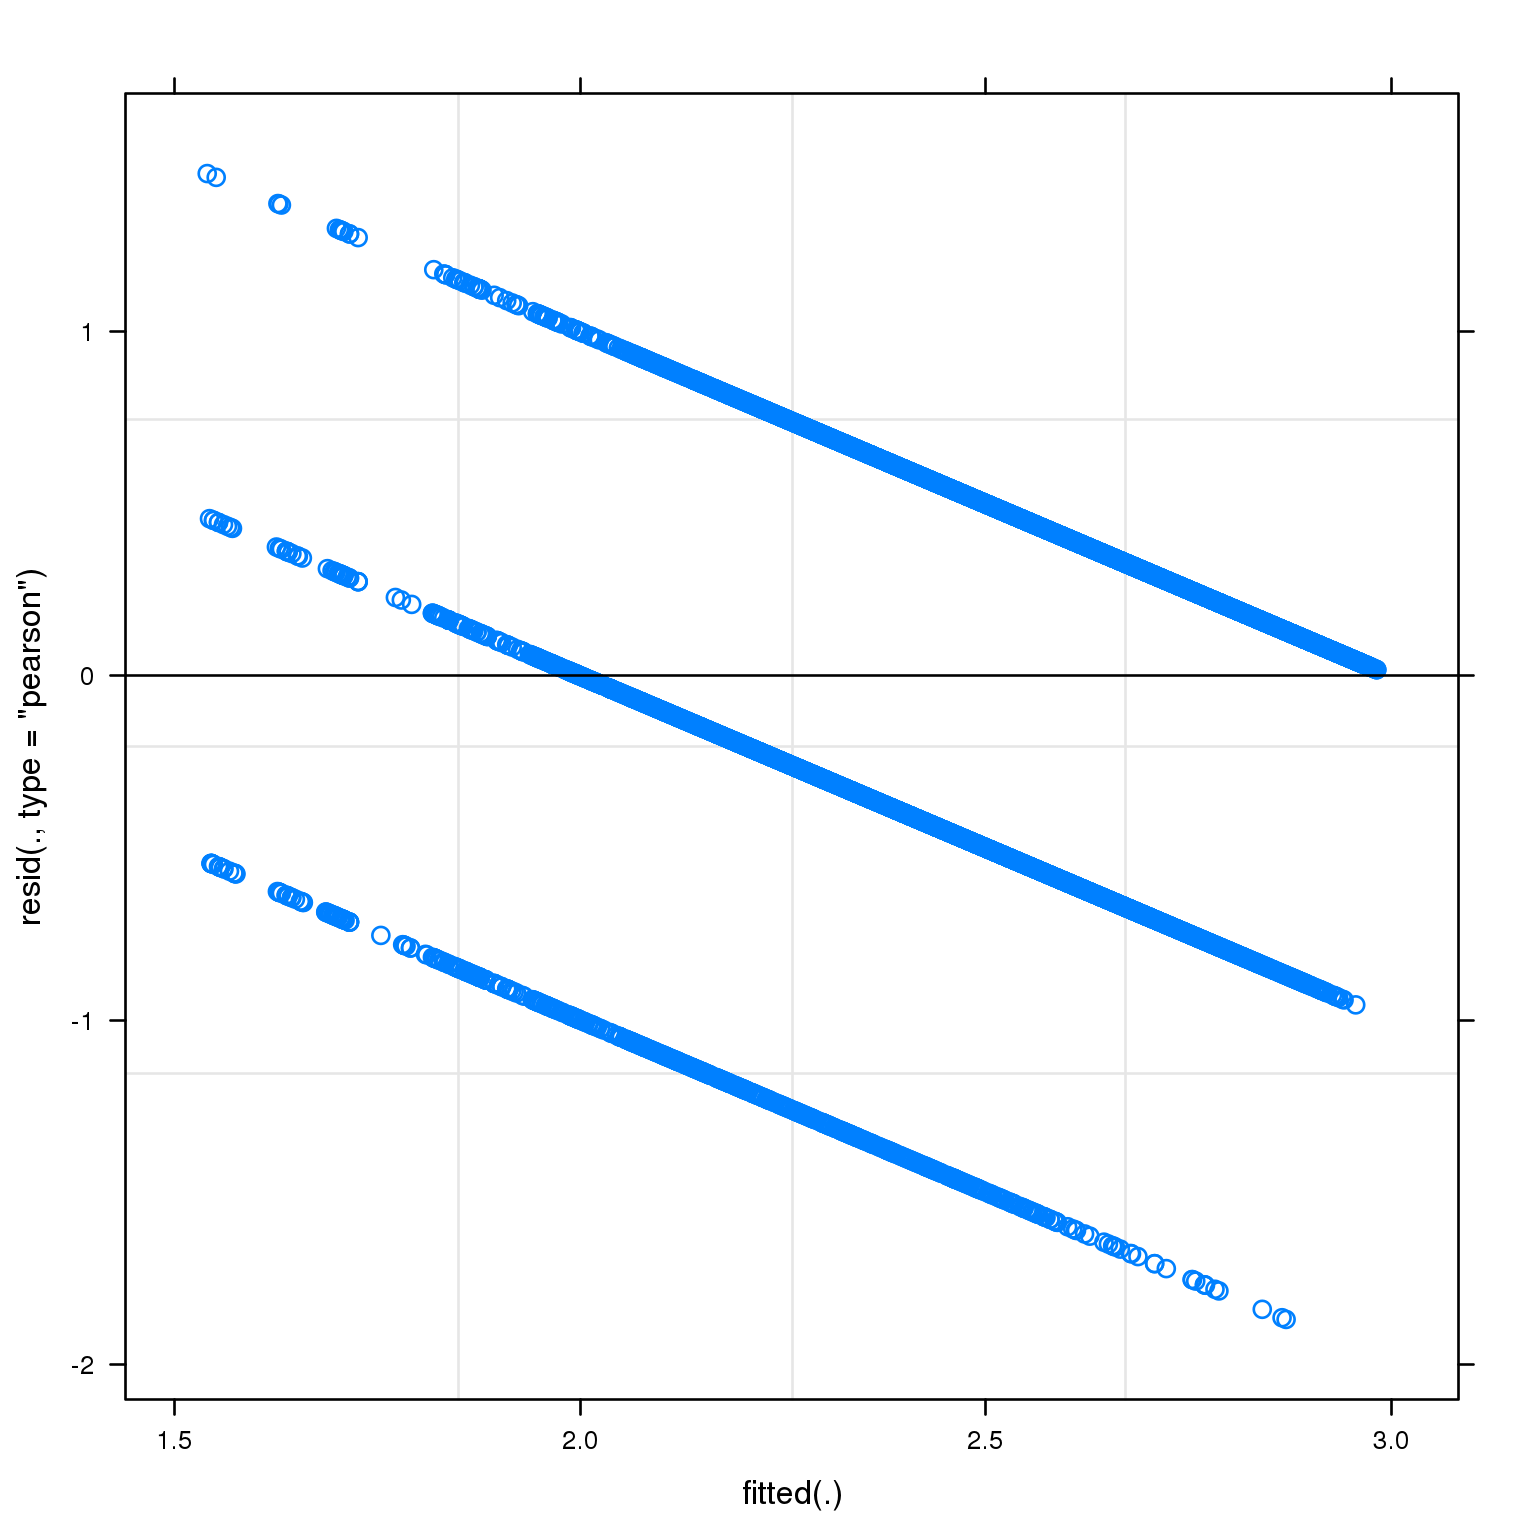 resid(., type = "pearson")
1
0
-1
-2
1.5 2.0 2.5 3.0
fitted(.)